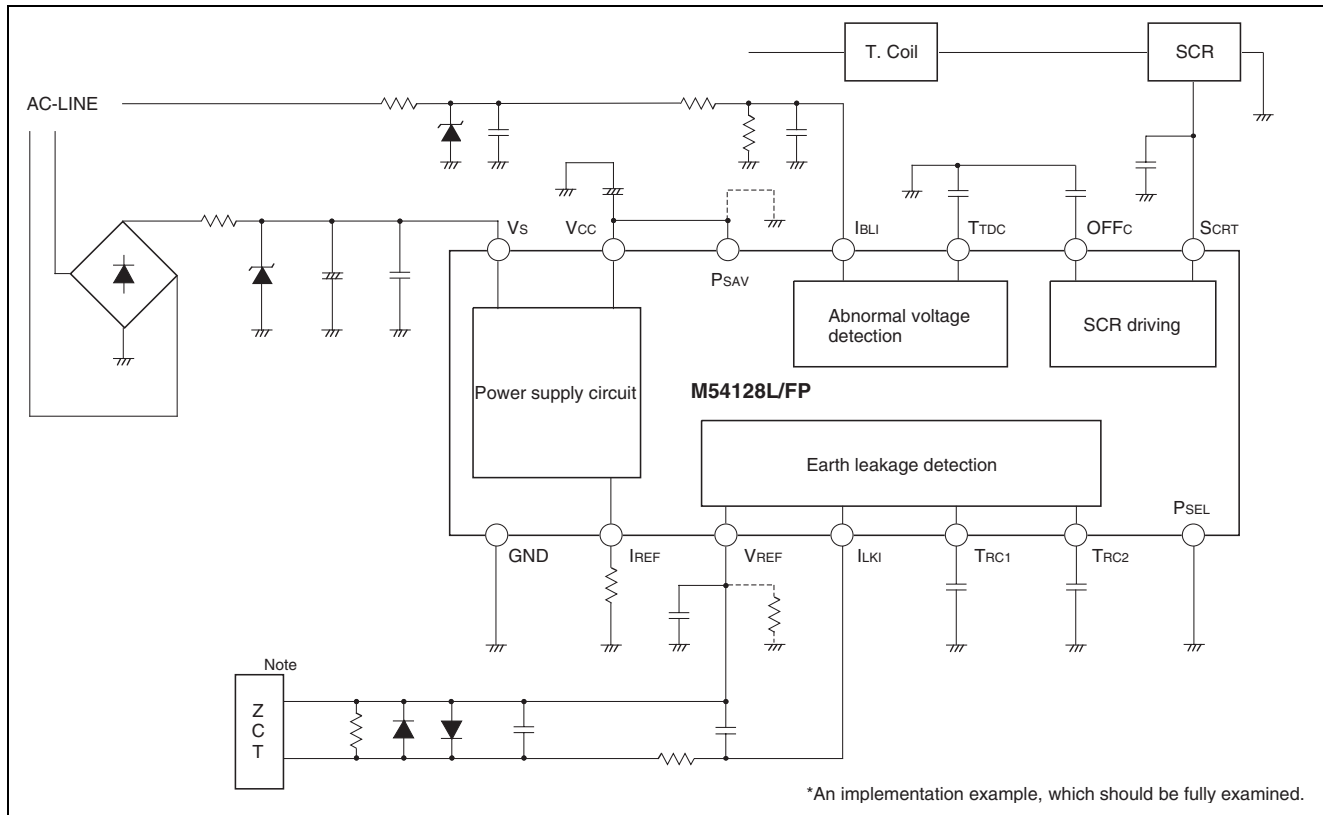 T. Coil
SCR
AC-LINE
VS
VCC
PSAV
IBLI
TTDC
OFFC
SCRT
Abnormal voltage
detection
SCR driving
Power supply circuit
M54128L/FP
Earth leakage detection
PSEL
GND
IREF
VREF
ILKI
TRC1
TRC2
Note
Z
C
T
*An implementation example, which should be fully examined.